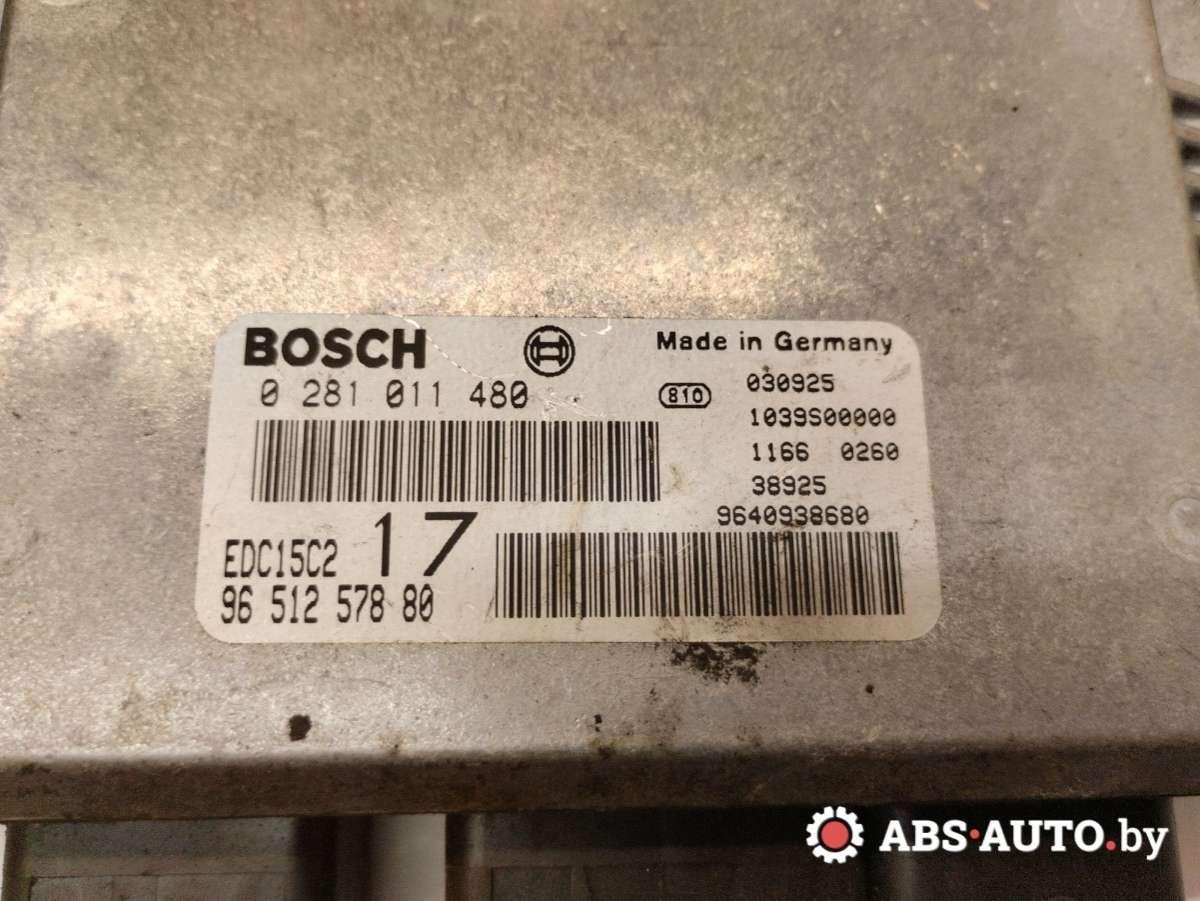 BOSCH
Made in Germany
0 281 011 480
810
030925
1039S00000
1166 0260
38925
9640938680
EDC15C2 17
96 512 578 80
ABS·AUTO.by